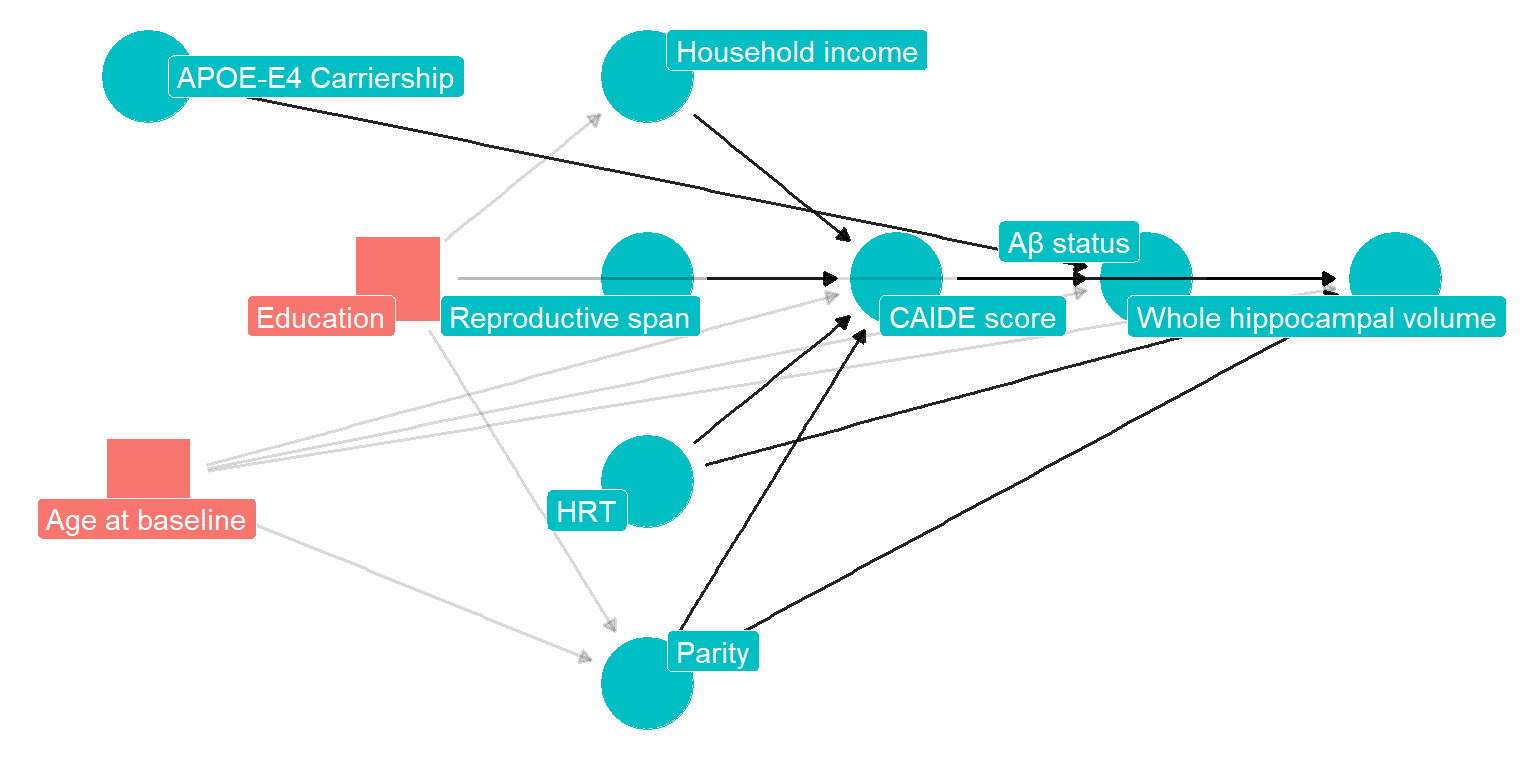 Household income
APOE-E4 Carriership
Aβ status
Education
Reproductive span
CAIDE score
Whole hippocampal volume
HRT
Age at baseline
Parity